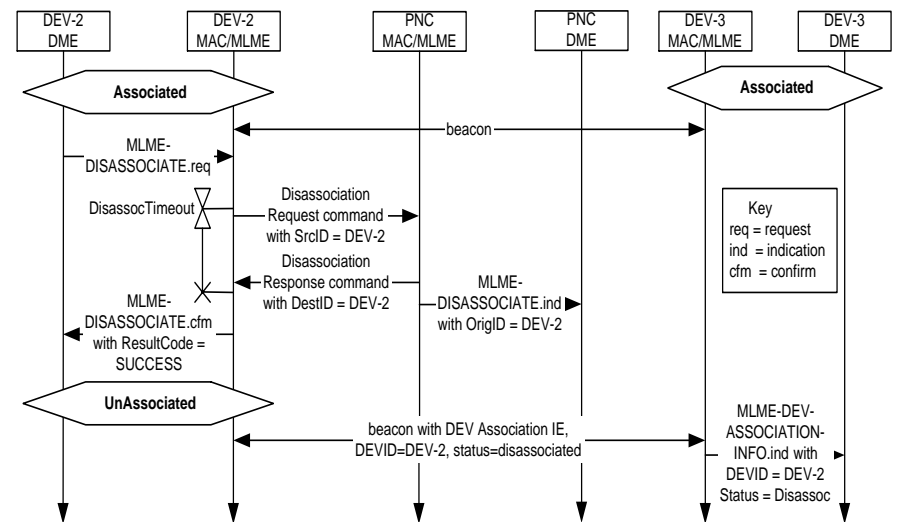 DEV-2
DME
DEV-2
MAC/MLME
PNC
MAC/MLME
PNC
DME
DEV-3
MAC/MLME
DEV-3
DME
Associated
Associated
beacon
MLME-
DISASSOCIATE.req
DisassocTimeout
Disassociation
Request command
with SrcID = DEV-2
Key
req = request
ind = indication
cfm = confirm
Disassociation
Response command
with DestID = DEV-2
MLME-
DISASSOCIATE.ind
with OrigID = DEV-2
MLME-
DISASSOCIATE.cfm
with ResultCode =
SUCCESS
UnAssociated
beacon with DEV Association IE,
DEVID=DEV-2, status=disassociated
MLME-DEV-
ASSOCIATION-
INFO.ind with
DEVID = DEV-2
Status = Disassoc